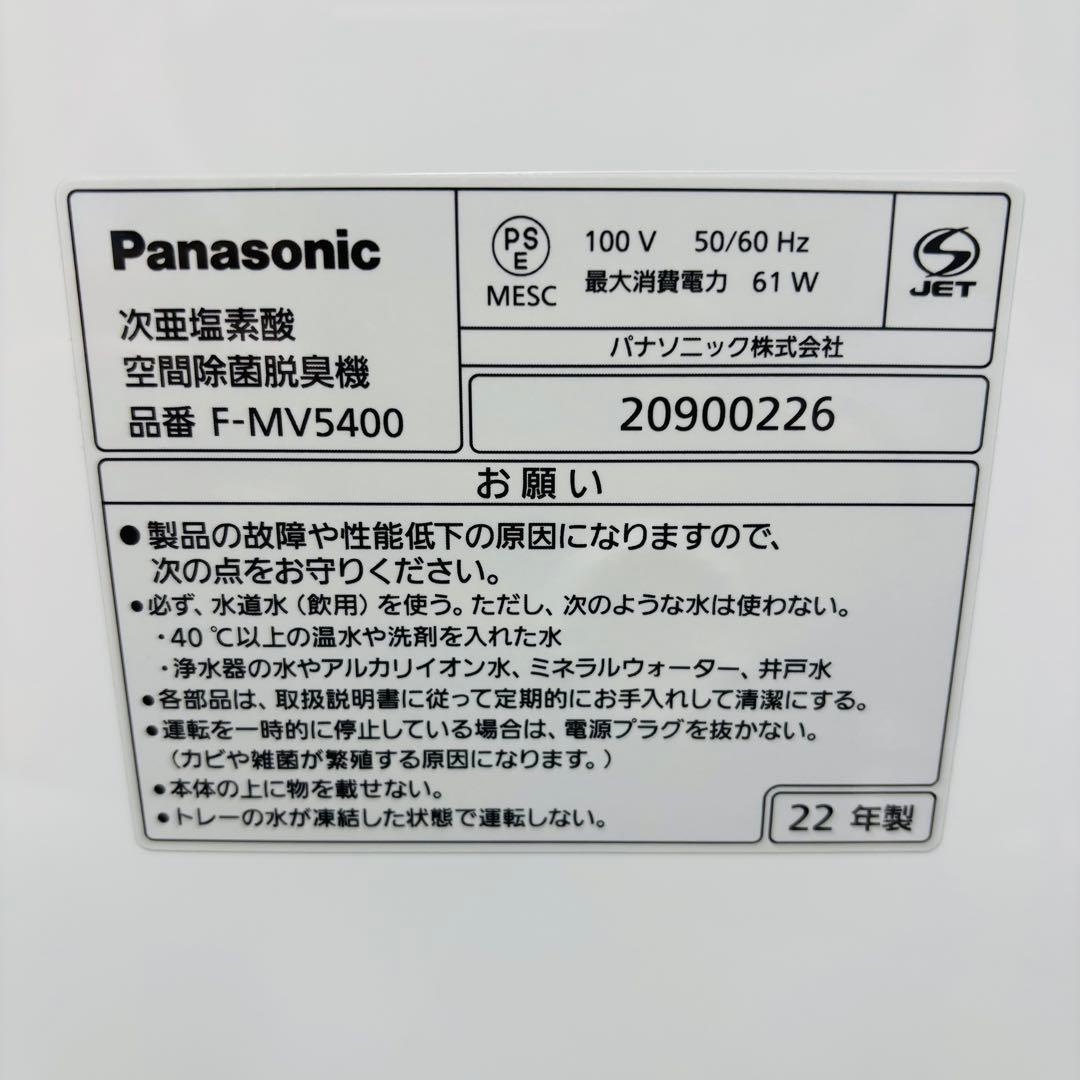 Panasonic
次亜塩素酸
空間除菌脱臭機
品番 F-MV5400
PS
E
MESC
100 V 50/60 Hz
最大消費電力 61 W
JET
パナソニック株式会社
20900226
お願い
●製品の故障や性能低下の原因になりますので、
次の点をお守りください。
●必ず、水道水（飲用）を使う。ただし、次のような水は使わない。
・40 ℃以上の温水や洗剤を入れた水
・浄水器の水やアルカリイオン水、ミネラルウォーター、井戸水
●各部品は、取扱説明書に従って定期的にお手入れして清潔にする。
●運転を一時的に停止している場合は、電源プラグを抜かない。
（カビや雑菌が繁殖する原因になります。）
●本体の上に物を載せない。
●トレーの水が凍結した状態で運転しない。
22 年製